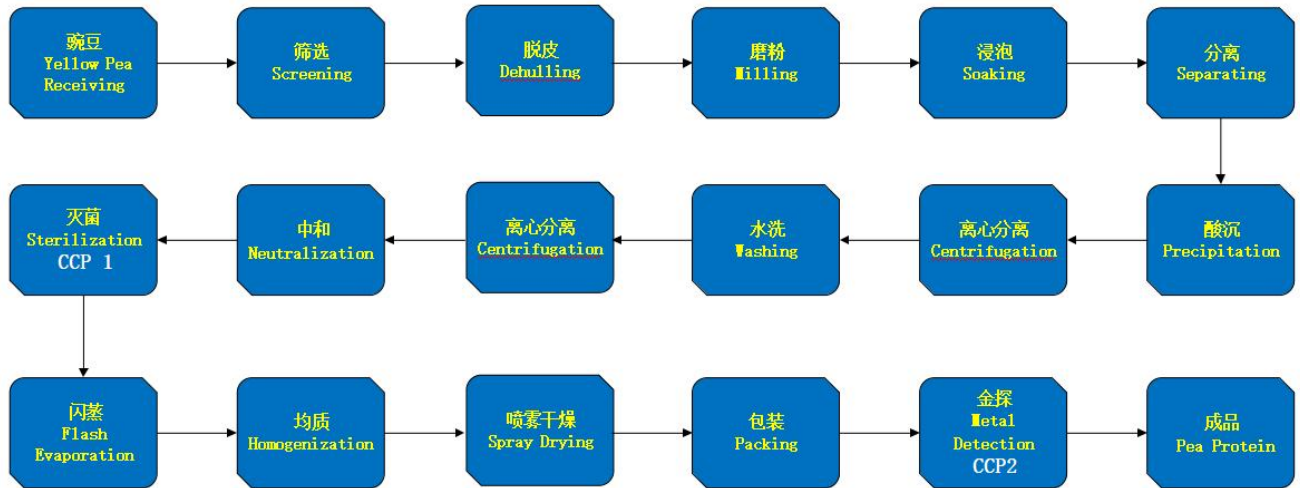 豌豆
Yellow Pea
Receiving
筛选
Screening
脱皮
Dehulling
磨粉
Milling
浸泡
Soaking
分离
Separating
灭菌
Sterilization
CCP 1
中和
Neutralization
离心分离
Centrifugation
水洗
Washing
离心分离
Centrifugation
酸沉
Precipitation
闪蒸
Flash
Evaporation
均质
Homogenization
喷雾干燥
Spray Drying
包装
Packing
金探
Metal
Detection
CCP2
成品
Pea Protein